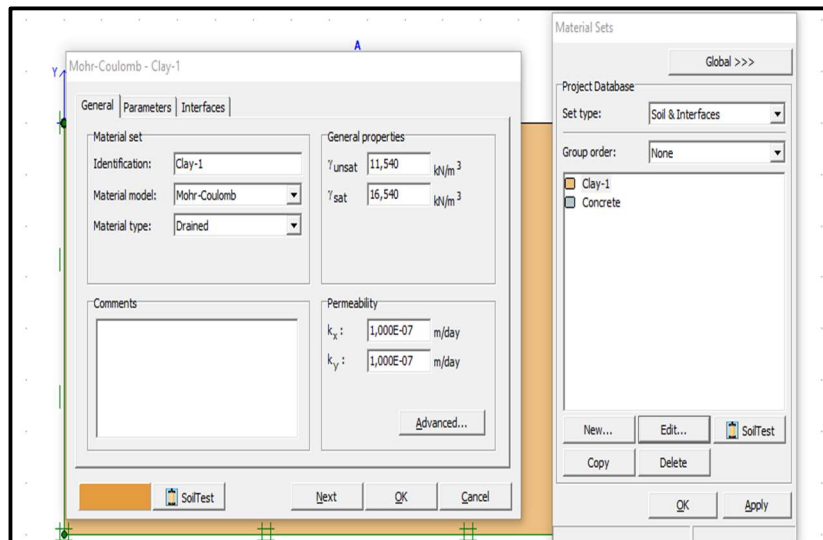 A
Y
Mohr-Coulomb - Clay-1
General Parameters Interfaces
Material set
Identification: Clay-1
Material model: Mohr-Coulomb
Material type: Drained
General properties
γunsat 11,540 kN/m3
γsat 16,540 kN/m3
Comments
Permeability
kx : 1,000E-07 m/day
ky : 1,000E-07 m/day
Advanced...
SoilTest Next OK Cancel
Material Sets
Global >>>
Project Database
Set type: Soil & Interfaces
Group order: None
Clay-1
Concrete
New... Edit... SoilTest
Copy Delete
OK Apply